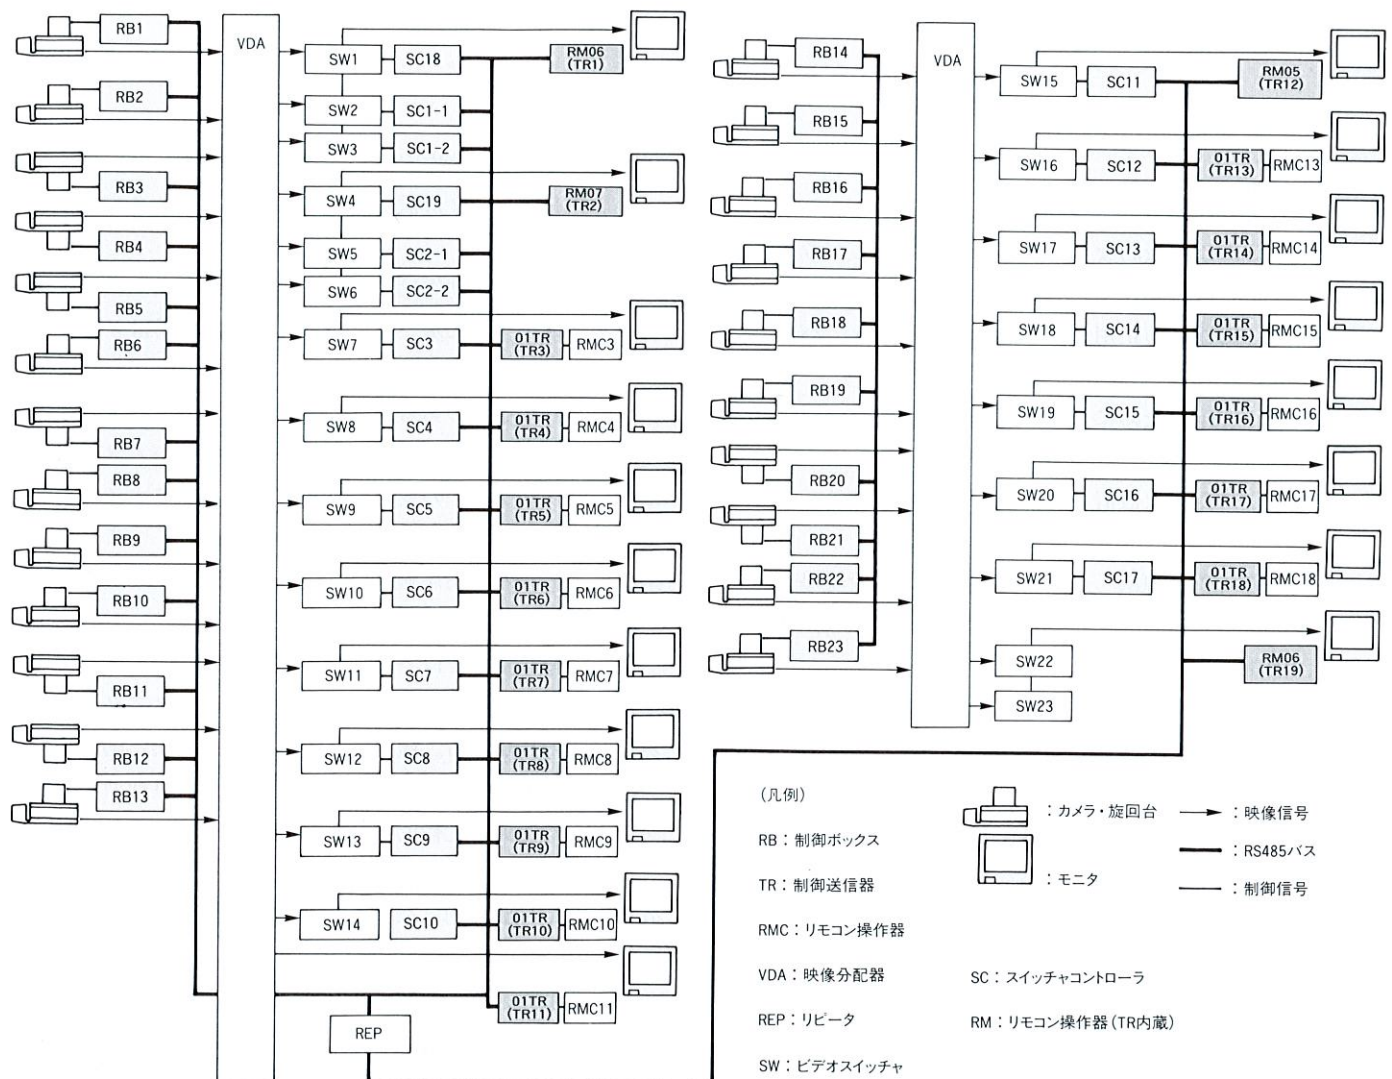 RB1
RB2
RB3
RB4
RB5
RB6
RB7
RB8
RB9
RB10
RB11
RB12
RB13
VDA
SW1 SC18 RM06
(TR1)
SW2 SC1-1
SW3 SC1-2
SW4 SC19 RM07
(TR2)
SW5 SC2-1
SW6 SC2-2
SW7 SC3 01TR
(TR3) RMC3
SW8 SC4 01TR
(TR4) RMC4
SW9 SC5 01TR
(TR5) RMC5
SW10 SC6 01TR
(TR6) RMC6
SW11 SC7 01TR
(TR7) RMC7
SW12 SC8 01TR
(TR8) RMC8
SW13 SC9 01TR
(TR9) RMC9
SW14 SC10 01TR
(TR10) RMC10
01TR
(TR11) RMC11
REP
RB14
RB15
RB16
RB17
RB18
RB19
RB20
RB21
RB22
RB23
VDA
SW15 SC11 RM05
(TR12)
SW16 SC12 01TR
(TR13) RMC13
SW17 SC13 01TR
(TR14) RMC14
SW18 SC14 01TR
(TR15) RMC15
SW19 SC15 01TR
(TR16) RMC16
SW20 SC16 01TR
(TR17) RMC17
SW21 SC17 01TR
(TR18) RMC18
SW22 RM06
(TR19)
SW23
(凡例)
RB：制御ボックス
TR：制御送信器
RMC：リモコン操作器
VDA：映像分配器
REP：リピータ
SW：ビデオスイッチャ
：カメラ・旋回台
：モニタ
：映像信号
：RS485バス
：制御信号
SC：スイッチャコントローラ
RM：リモコン操作器(TR内蔵)